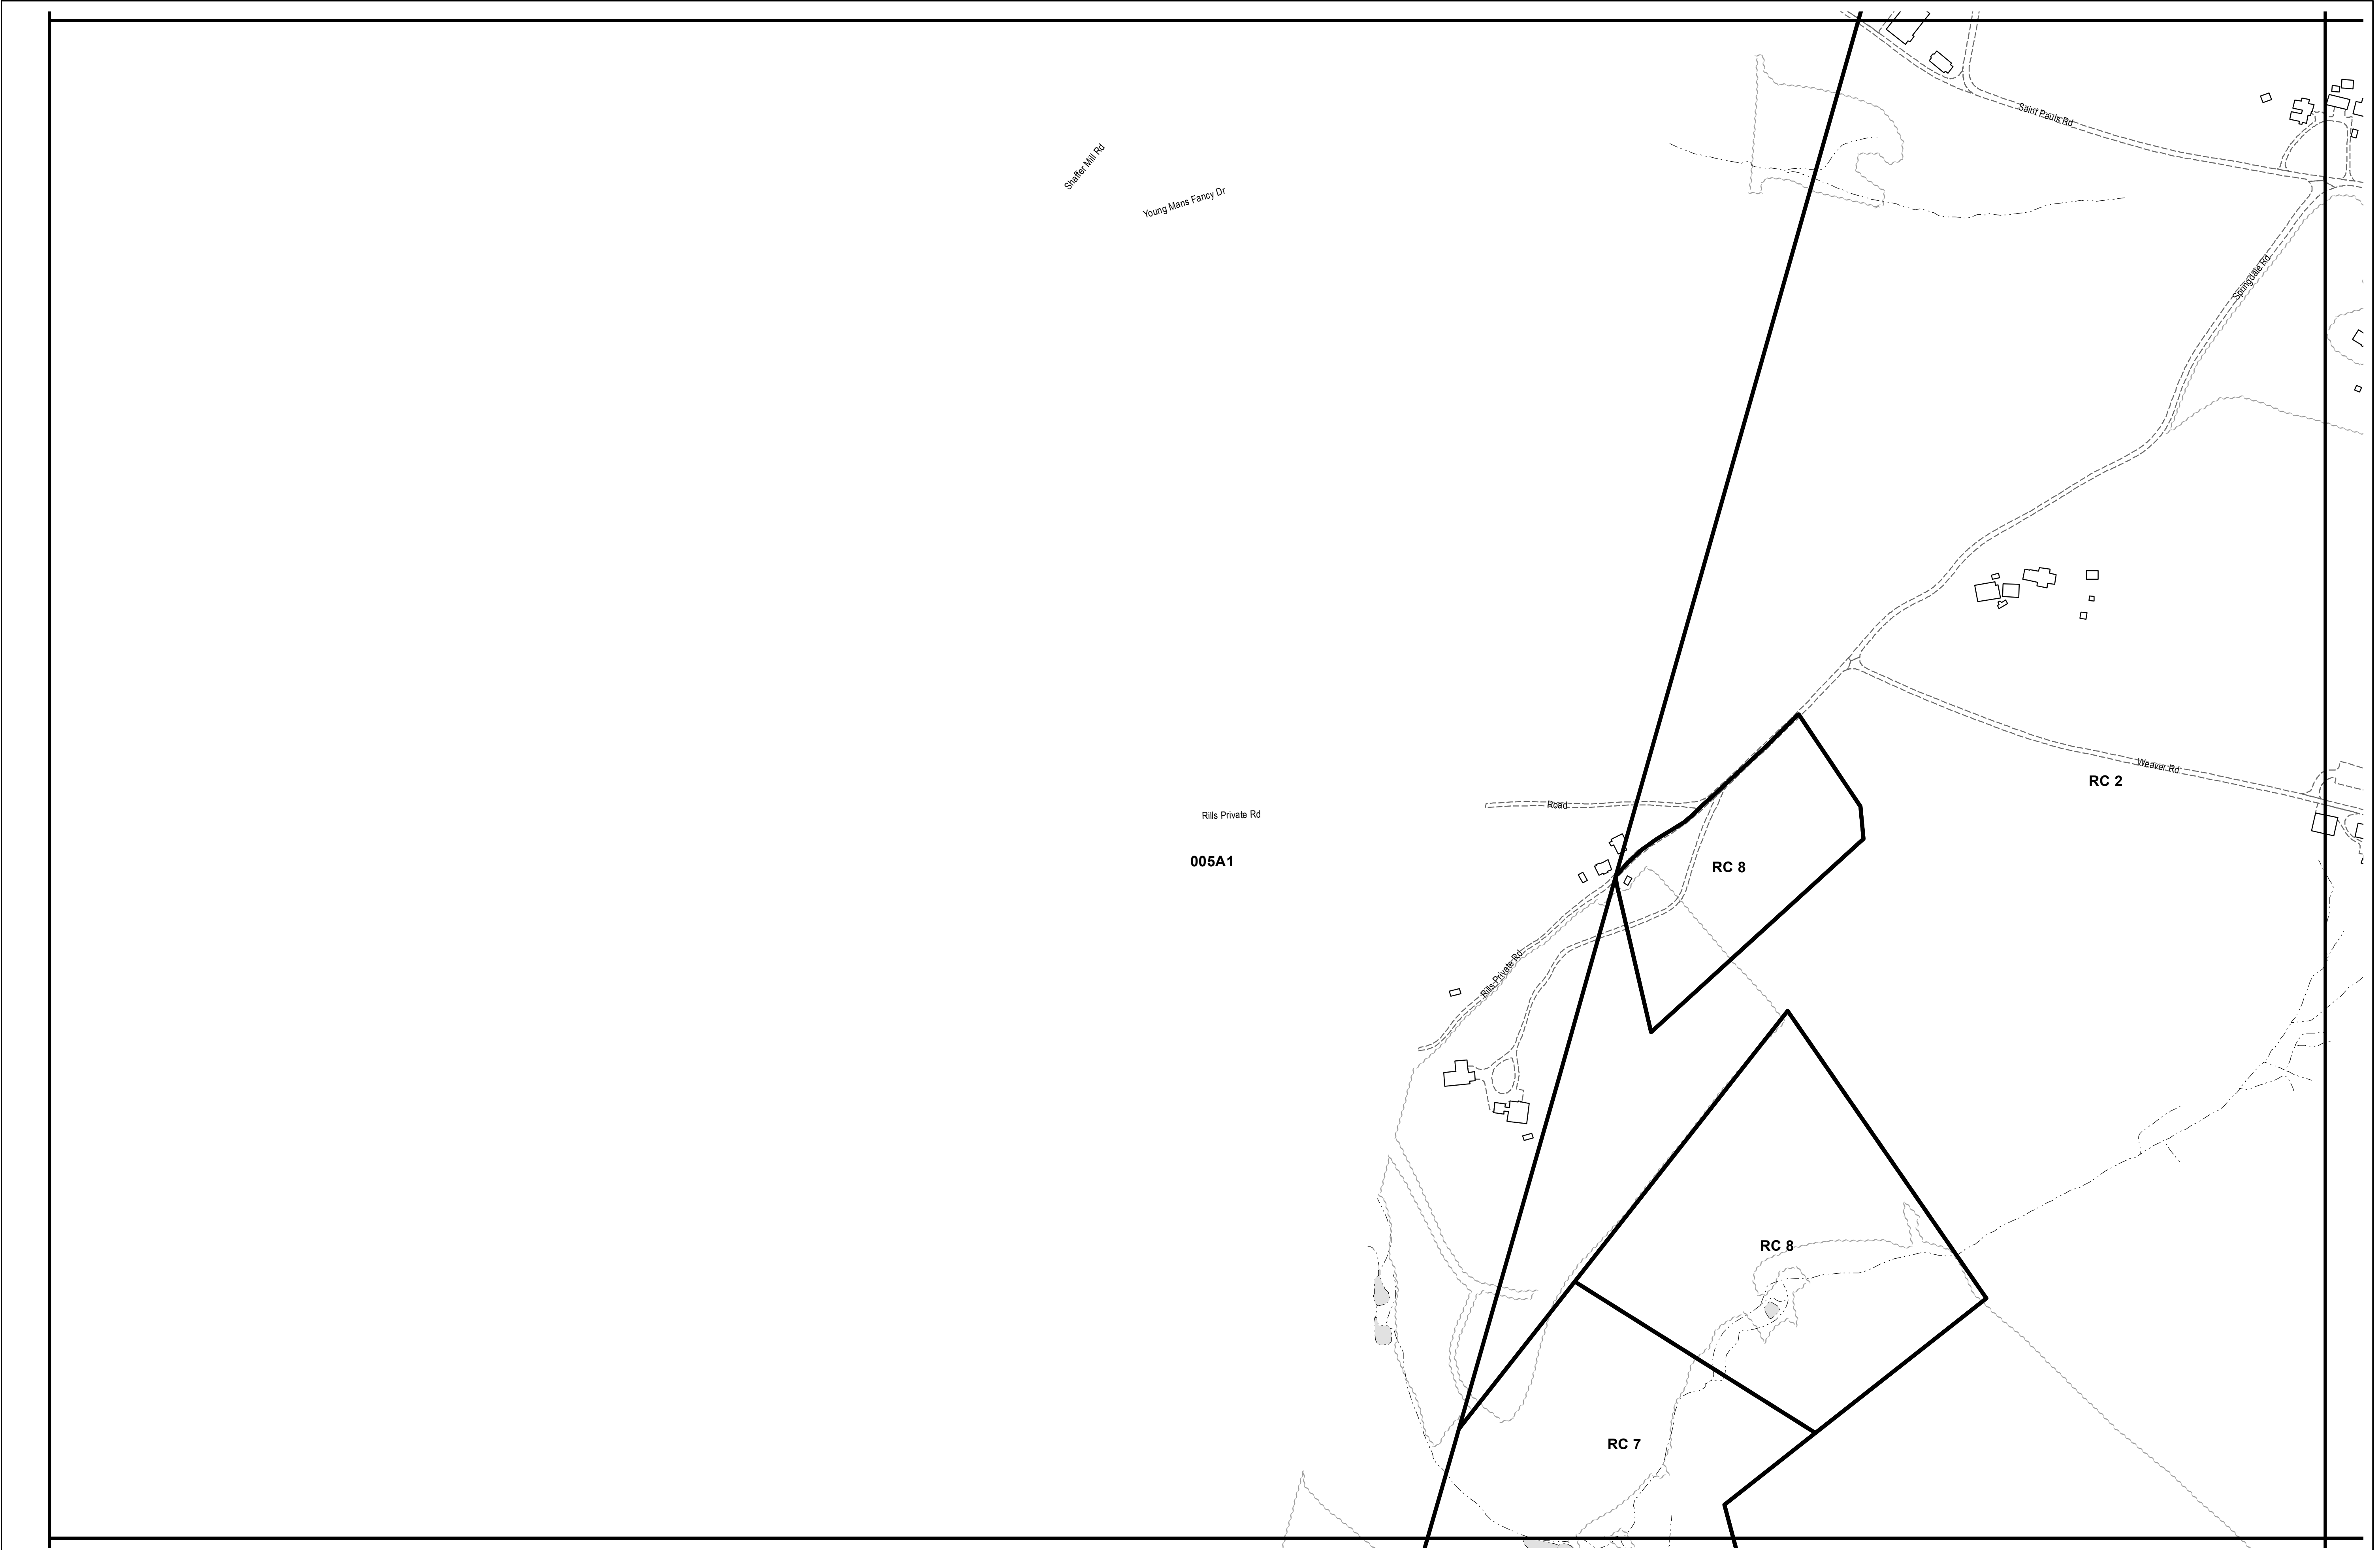 Saint Pauls Rd
Shaffer Mill Rd
Young Mans Fancy Dr
Springdale Rd
Weaver Rd
RC 2
Road
Rills Private Rd
005A1
RC 8
Rills Private Rd
RC 8
RC 7